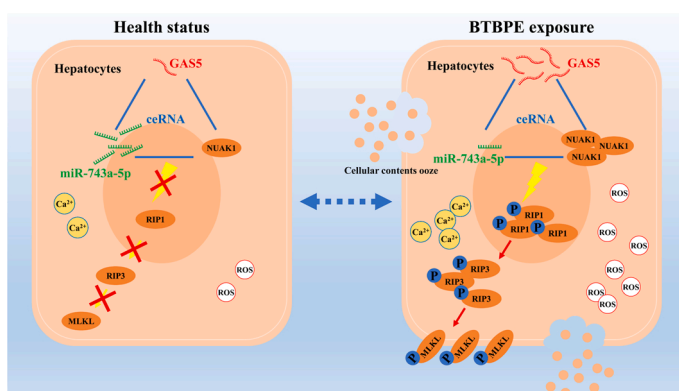 Health status
Hepatocytes
GAS5
ceRNA
miR-743a-5p
NUAK1
Ca²⁺
Ca²⁺
RIP1
RIP3
MLKL
ROS
ROS
BTBPE exposure
Hepatocytes
GAS5
ceRNA
miR-743a-5p
NUAK1
NUAK1
NUAK1
Cellular contents ooze
Ca²⁺
Ca²⁺
Ca²⁺
Ca²⁺
P
RIP1
P
RIP1
P
RIP1
P
RIP3
P
RIP3
P
RIP3
P
MLKL
P
MLKL
P
MLKL
ROS
ROS
ROS
ROS
ROS
ROS
ROS